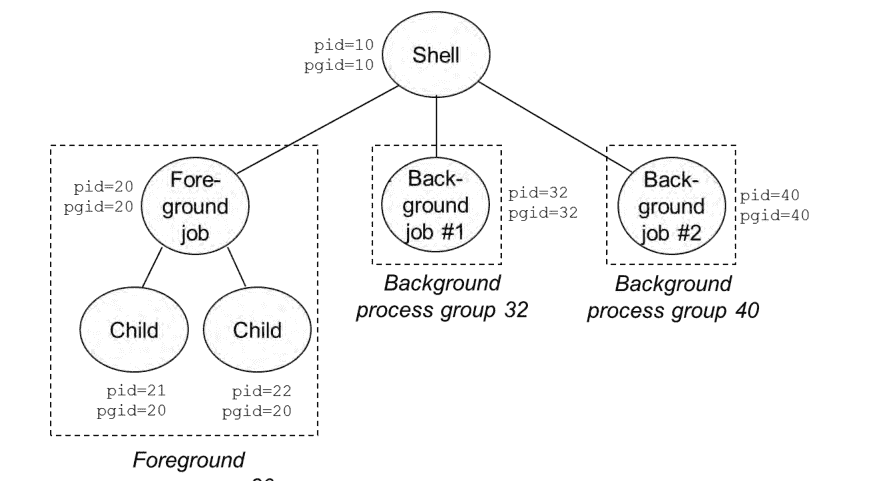 pid=10
pgid=10
Shell
pid=20
pgid=20
Fore-
ground
job
Back-
ground
job #1
pid=32
pgid=32
Back-
ground
job #2
pid=40
pgid=40
Background
process group 32
Background
process group 40
Child
Child
pid=21
pgid=20
pid=22
pgid=20
Foreground